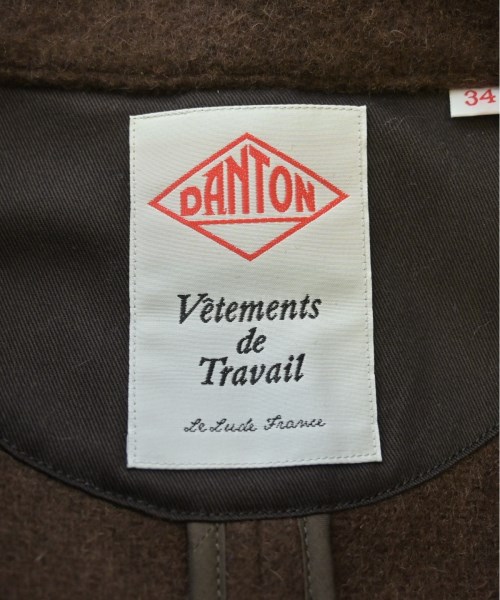 34
DANTON
Vêtements
de
Travail
Le Lude France